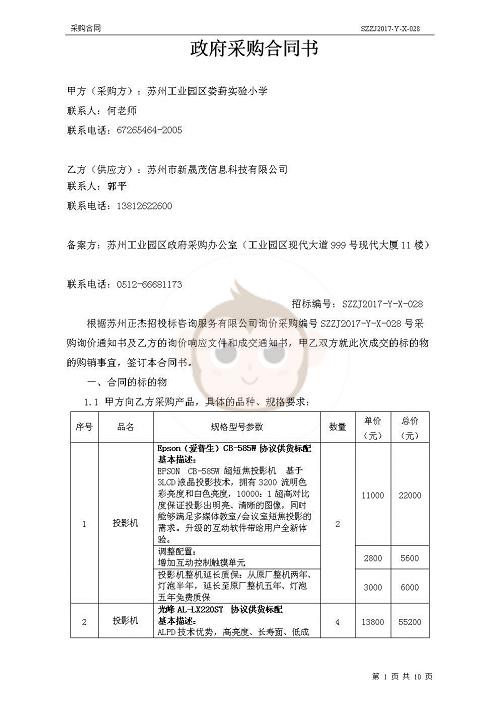 采购合同 SZZJ2017-Y-X-028
政府采购合同书
甲方（采购方）：苏州工业园区娄葑实验小学
联系人：何老师
联系电话：67265464-2005
乙方（供应方）：苏州市新晟茂信息科技有限公司
联系人：郭平
联系电话：13812622600
备案方：苏州工业园区政府采购办公室（工业园区现代大道 999 号现代大厦 11 楼）
联系电话：0512-66681173
招标编号：SZZJ2017-Y-X-028
根据苏州正杰招投标咨询服务有限公司询价采购编号 SZZJ2017-Y-X-028 号采
购询价通知书及乙方的询价响应文件和成交通知书，甲乙双方就此次成交的标的物
的购销事宜，签订本合同书。
一、合同的标的物
1.1 甲方向乙方采购产品，具体的品种、规格要求：
序号 品名 规格型号参数 数量 单价（元） 总价（元）
1 投影机 2
Epson（爱普生）CB-585W 协议供货标配
基本描述：
EPSON CB-585W 超短焦投影机 基于
3LCD 液晶投影技术，拥有 3200 流明色
彩亮度和白色亮度，10000：1 超高对比
度保证投影出明亮、清晰的图像，同时
能够满足多媒体教室/会议室短焦投影的
需求。升级的互动软件带给用户全新体
验。
11000 22000
调整配置：
增加互动控制触摸单元
2800 5600
投影机整机延长质保：从原厂整机两年、
灯泡半年，延长至原厂整机五年、灯泡
五年免费质保
3000 6000
2 投影机 4 13800 55200
光峰 AL-LX220ST 协议供货标配
基本描述：
ALPD 技术优势，高亮度、长寿面、低成
第 1 页 共 10 页